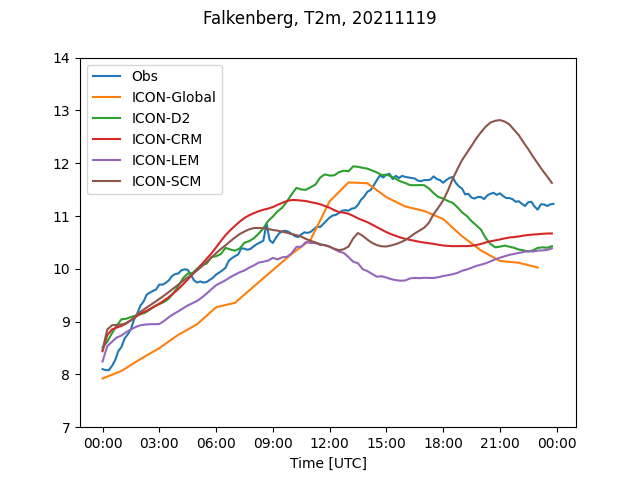 Falkenberg, T2m, 20211119
14
13
12
11
10
9
8
7
Obs
ICON-Global
ICON-D2
ICON-CRM
ICON-LEM
ICON-SCM
00:00 03:00 06:00 09:00 12:00 15:00 18:00 21:00 00:00
Time [UTC]